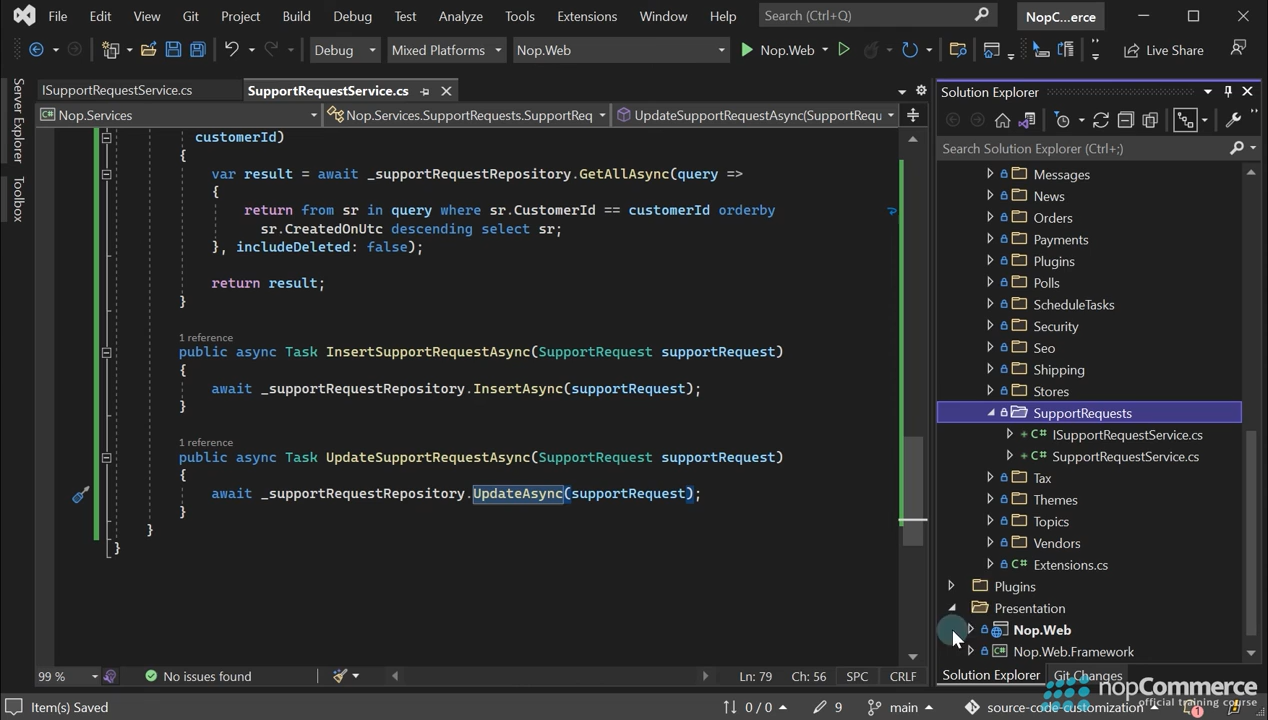 File Edit View Git Project Build Debug Test Analyze Tools Extensions Window Help Search (Ctrl+Q) NopC...erce
Debug Mixed Platforms Nop.Web Nop.Web Live Share
Server Explorer
Toolbox
ISupportRequestService.cs SupportRequestService.cs
Nop.Services Nop.Services.SupportRequests.SupportReq UpdateSupportRequestAsync(SupportRequ
customerId)
{
var result = await _supportRequestRepository.GetAllAsync(query =>
{
return from sr in query where sr.CustomerId == customerId orderby
sr.CreatedOnUtc descending select sr;
}, includeDeleted: false);
return result;
}
1 reference
public async Task InsertSupportRequestAsync(SupportRequest supportRequest)
{
await _supportRequestRepository.InsertAsync(supportRequest);
}
1 reference
public async Task UpdateSupportRequestAsync(SupportRequest supportRequest)
{
await _supportRequestRepository.UpdateAsync(supportRequest);
}
}
}
99 % No issues found Ln: 79 Ch: 56 SPC CRLF
Solution Explorer
Search Solution Explorer (Ctrl+;)
Messages
News
Orders
Payments
Plugins
Polls
ScheduleTasks
Security
Seo
Shipping
Stores
SupportRequests
C# ISupportRequestService.cs
C# SupportRequestService.cs
Tax
Themes
Topics
Vendors
C# Extensions.cs
Plugins
Presentation
Nop.Web
C# Nop.Web.Framework
Solution Explorer Git Changes
nopCommerce
official training course
Item(s) Saved 0 / 0 9 main source-code-customization 1